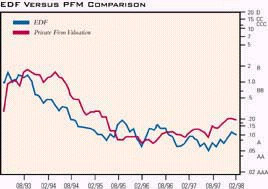 EDF VERSUS PFM COMPARISON
EDF
Private Firm Valuation
20 D
15 CC
10 CCC
5
2 B
1.0 BB
.5
.20 BBB
.15
.10 A
.05 AA
.02 AAA
08/93 02/94 08/94 02/95 08/95 02/96 08/96 02/97 08/97 02/98